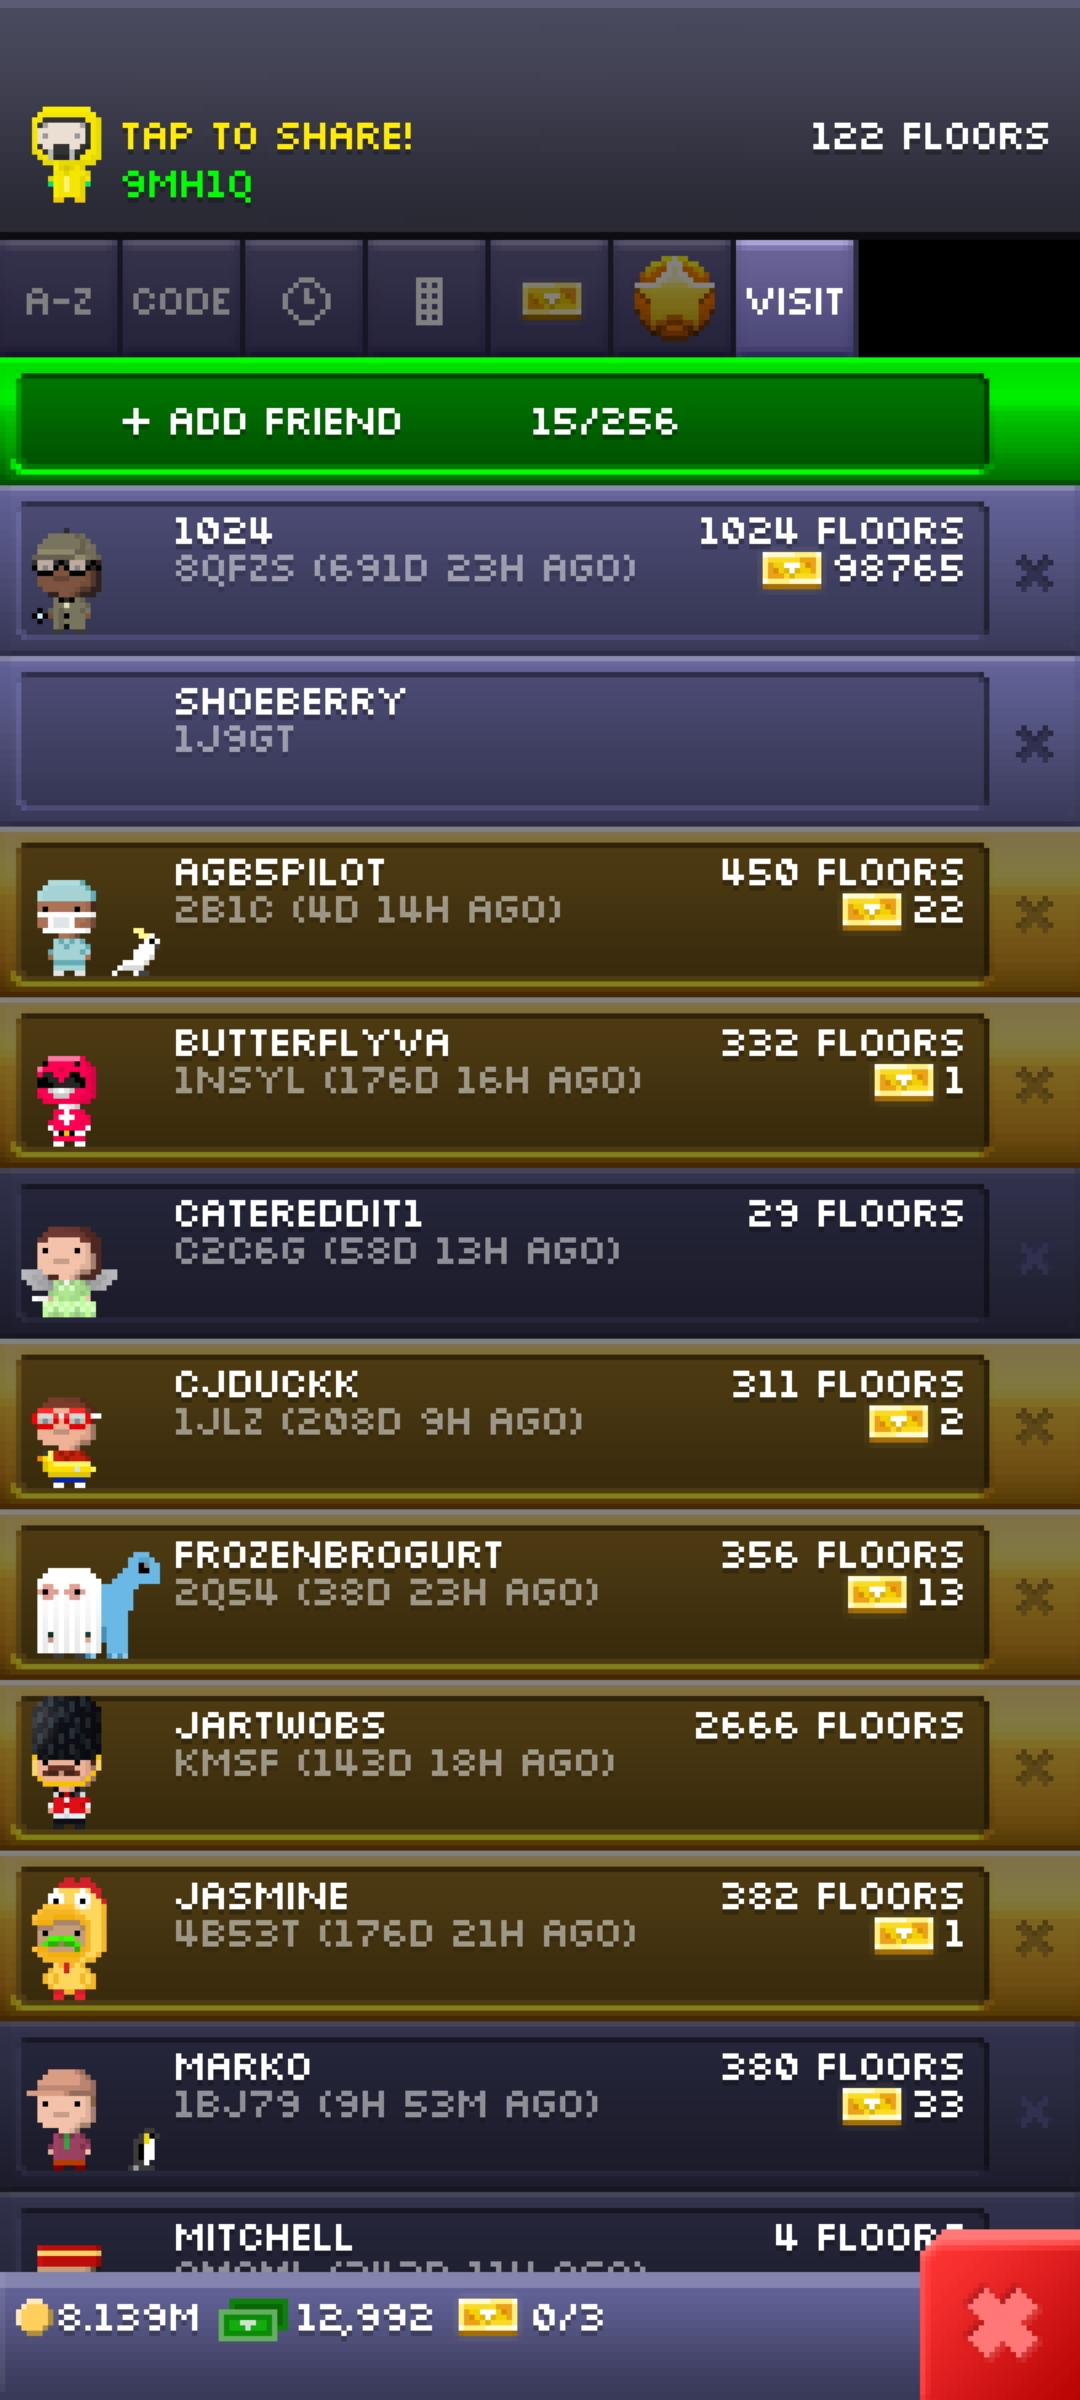 TAP TO SHARE!
122 FLOORS
9MH1Q
A-Z CODE VISIT
+ ADD FRIEND 15/256
1024 1024 FLOORS
8QFZS (691D 23H AGO) 98765
SHOEBERRY
1J9GT
AGB5PILOT 450 FLOORS
2B1C (4D 14H AGO) 22
BUTTERFLYVA 332 FLOORS
1NSYL (176D 16H AGO) 1
CATEREDDIT1 29 FLOORS
C2C6G (58D 13H AGO)
CJDUCKK 311 FLOORS
1JLZ (208D 9H AGO) 2
FROZENBROGURT 356 FLOORS
2Q54 (38D 23H AGO) 13
JARTWOBS 2666 FLOORS
KMSF (143D 18H AGO)
JASMINE 382 FLOORS
4B53T (176D 21H AGO) 1
MARKO 380 FLOORS
1BJ79 (9H 53M AGO) 33
MITCHELL 4 FLOORS
8.139M 12,992 0/3